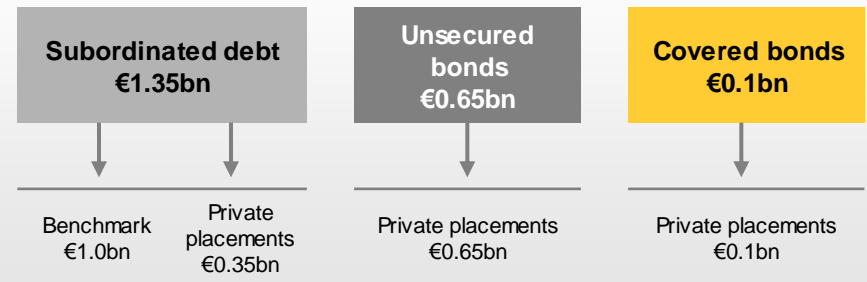 Subordinated debt
€1.35bn
Unsecured
bonds
€0.65bn
Covered bonds
€0.1bn
Benchmark
€1.0bn
Private
placements
€0.35bn
Private placements
€0.65bn
Private placements
€0.1bn